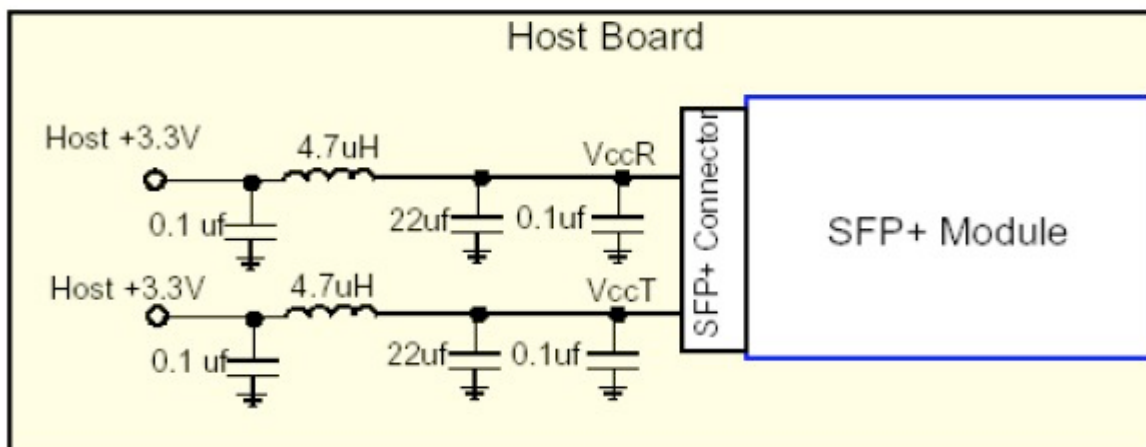 Host Board
Host +3.3V
4.7uH
VccR
0.1 uf
22uf
0.1uf
Host +3.3V
4.7uH
VccT
0.1 uf
22uf
0.1uf
SFP+ Connector
SFP+ Module